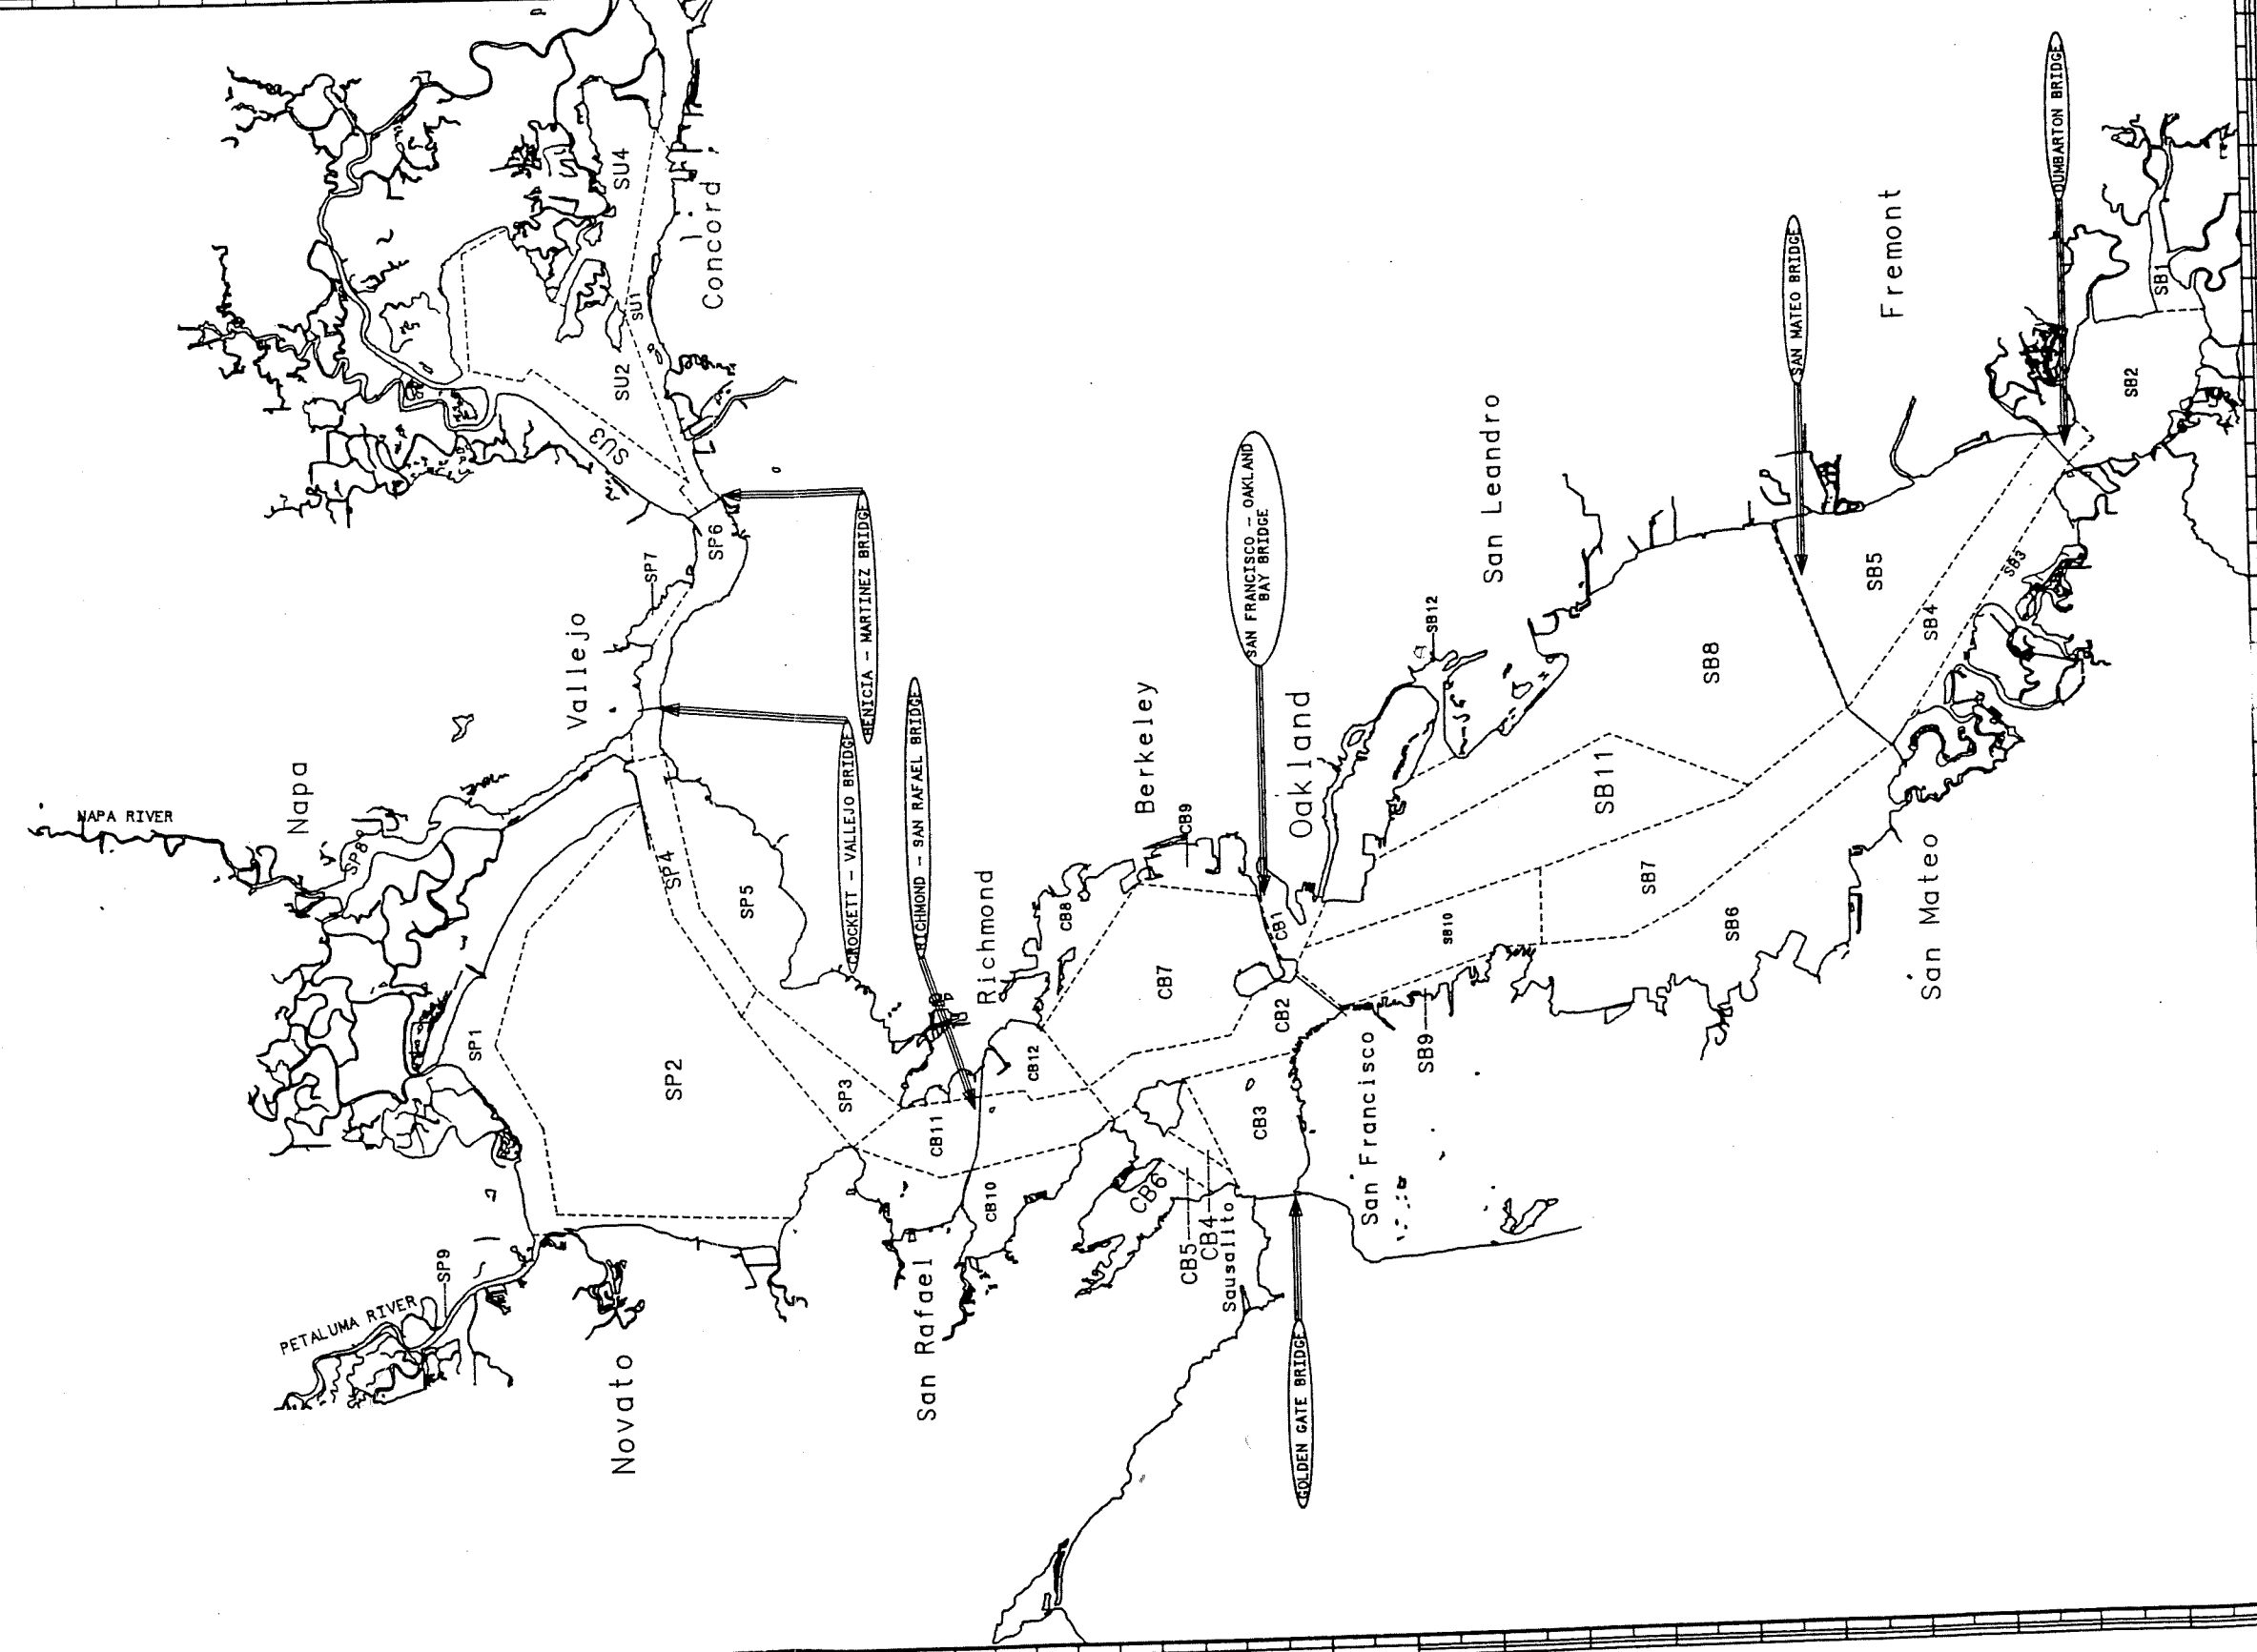 NAPA RIVER
Napa
SP8
Vallejo
SP7
SP6
SU3
SU2
SU1
SU4
Concord
BENICIA – MARTINEZ BRIDGE
CROCKETT – VALLEJO BRIDGE
RICHMOND – SAN RAFAEL BRIDGE
PETALUMA RIVER
SP9
Novato
SP1
SP2
SP3
SP4
SP5
San Rafael
CB11
CB10
CB12
Richmond
CB8
Berkeley
CB9
CB7
CB6
CB5
CB4
Sausalito
CB3
CB2
CB1
GOLDEN GATE BRIDGE
San Francisco
SAN FRANCISCO – OAKLAND
BAY BRIDGE
Oakland
SB12
SB9
SB10
SB11
San Leandro
SB8
SB7
SB6
San Mateo
SAN MATEO BRIDGE
SB5
SB4
SB3
Fremont
DUMBARTON BRIDGE
SB2
SB1